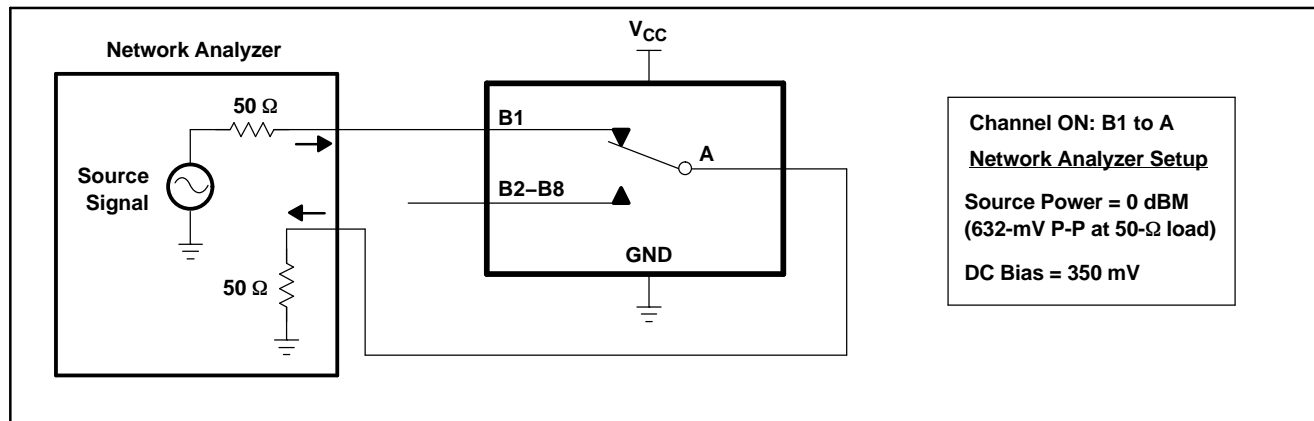 Network Analyzer
50 Ω
Source
Signal
50 Ω
VCC
B1
A
B2–B8
GND
Channel ON: B1 to A
Network Analyzer Setup
Source Power = 0 dBM
(632-mV P-P at 50-Ω load)
DC Bias = 350 mV